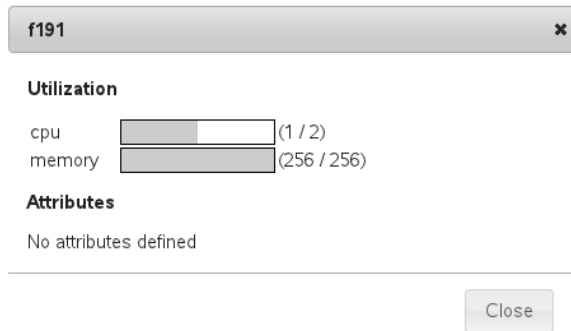 f191
Utilization
cpu (1 / 2)
memory (256 / 256)
Attributes
No attributes defined
Close